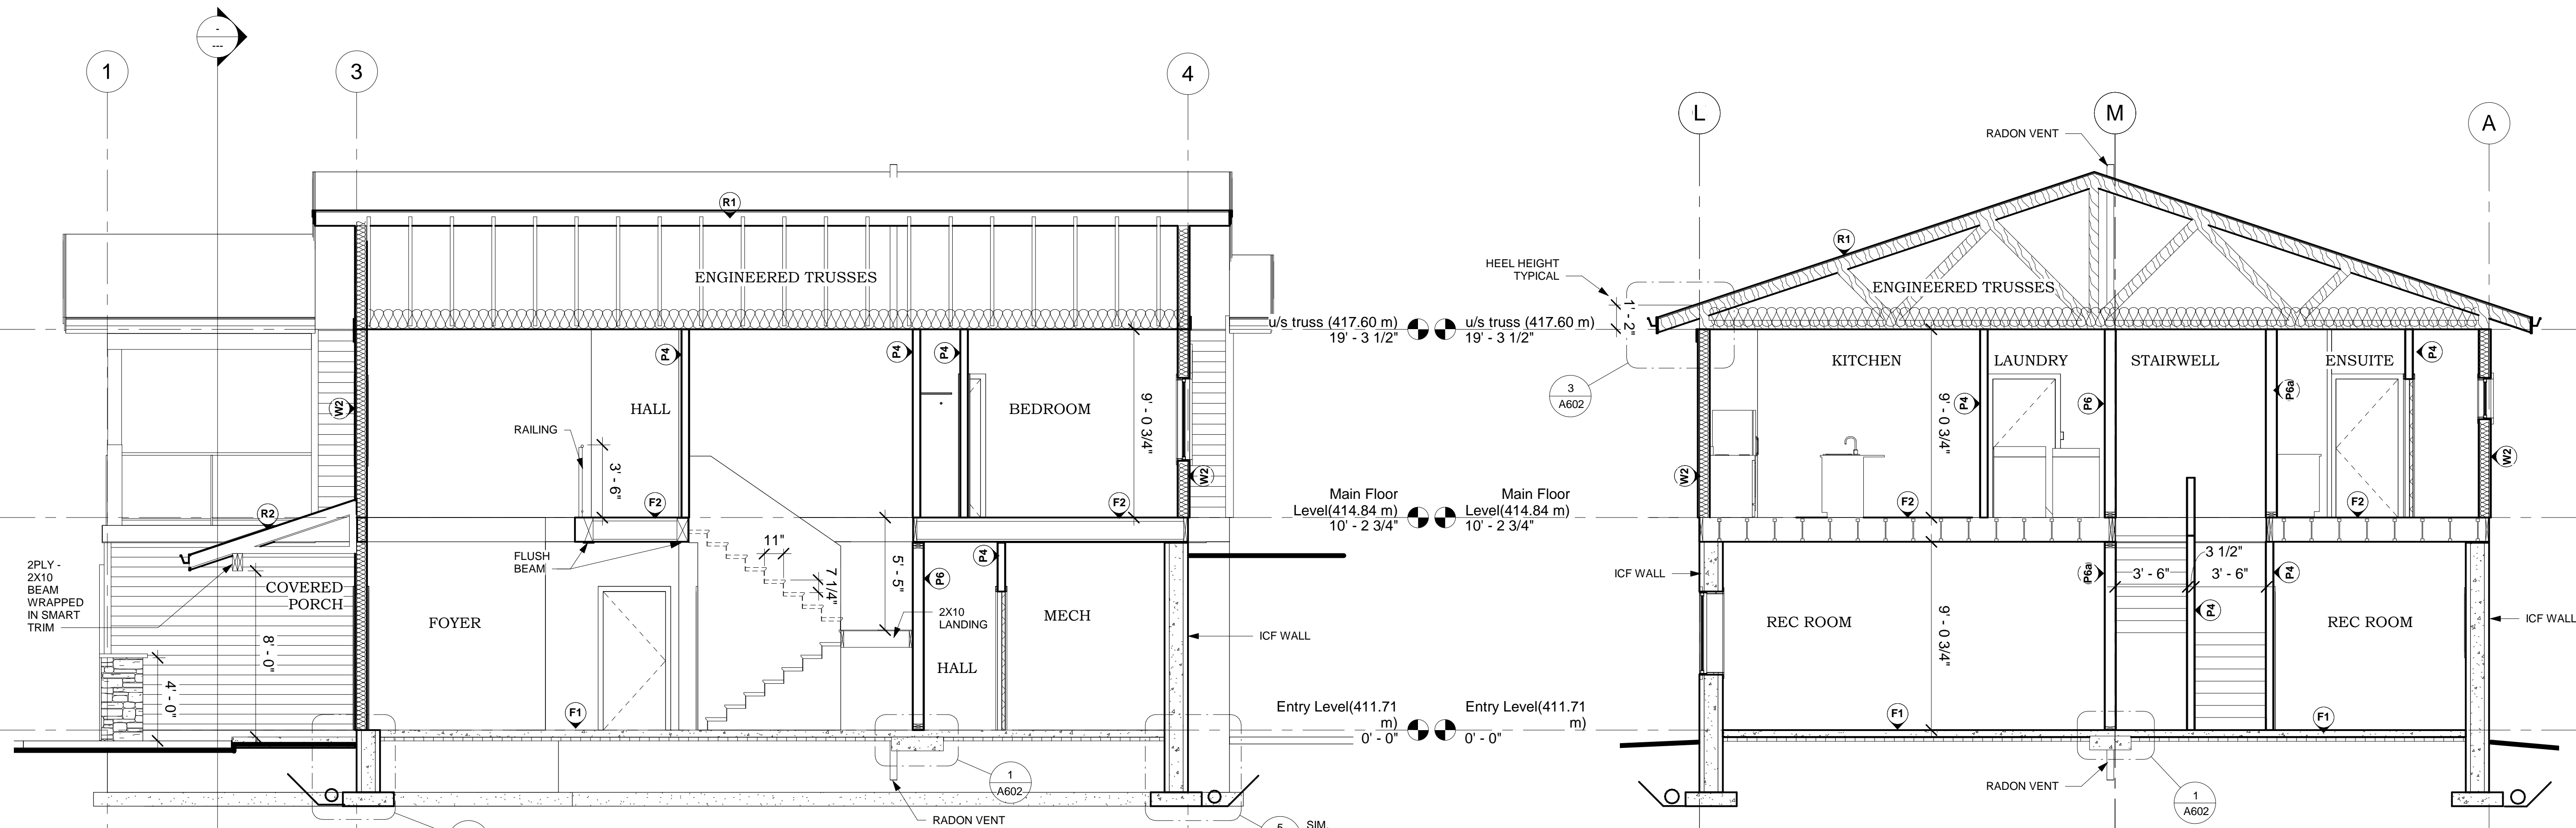 -
---
1
3
4
R1
ENGINEERED TRUSSES
u/s truss (417.60 m)
19' - 3 1/2"
P4
P4
P4
W2
HALL
BEDROOM
9' - 0 3/4"
RAILING
3' - 6"
F2
F2
W2
Main Floor
Level(414.84 m)
10' - 2 3/4"
R2
FLUSH
BEAM
11"
7 1/4"
5' - 5"
P6
P4
2PLY -
2X10
BEAM
WRAPPED
IN SMART
TRIM
COVERED
PORCH
8' - 0"
4' - 0"
FOYER
2X10
LANDING
MECH
HALL
ICF WALL
F1
Entry Level(411.71
m)
0' - 0"
1
A602
RADON VENT
5
SIM.
L
M
A
RADON VENT
R1
HEEL HEIGHT
TYPICAL
1' - 2"
ENGINEERED TRUSSES
u/s truss (417.60 m)
19' - 3 1/2"
3
A602
KITCHEN
LAUNDRY
STAIRWELL
ENSUITE
P4
P4
P6
P6a
9' - 0 3/4"
W2
W2
F2
F2
Main Floor
Level(414.84 m)
10' - 2 3/4"
3 1/2"
3' - 6"
3' - 6"
ICF WALL
P6a
P4
P4
REC ROOM
9' - 0 3/4"
REC ROOM
ICF WALL
F1
F1
Entry Level(411.71
m)
0' - 0"
RADON VENT
1
A602